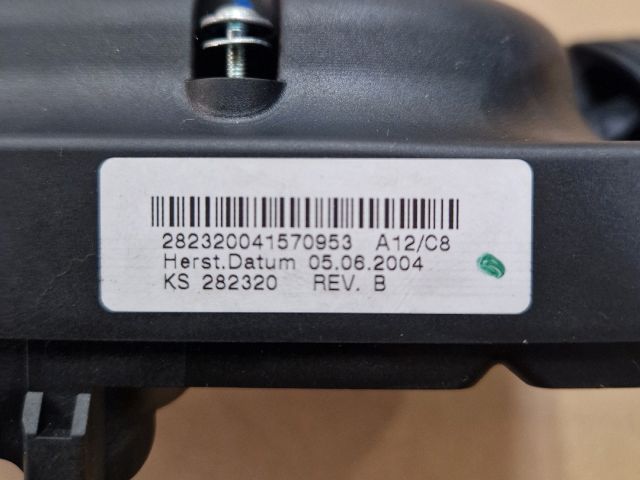 282320041570953 A12/C8
Herst.Datum 05.06.2004
KS 282320 REV. B